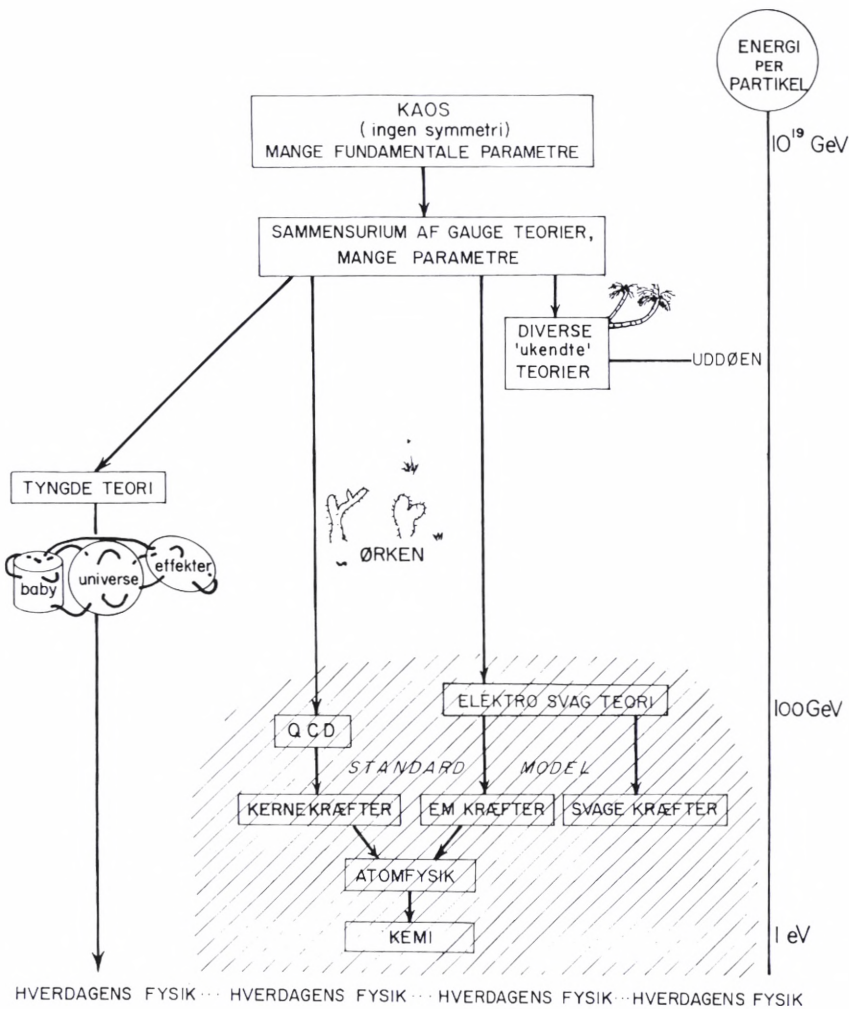 ENERGI
PER
PARTIKEL
KAOS
(ingen symmetri)
MANGE FUNDAMENTALE PARAMETRE
10¹⁹ GeV
SAMMENSURIUM AF GAUGE TEORIER,
MANGE PARAMETRE
DIVERSE
'ukendte'
TEORIER
UDDØEN
TYNGDE TEORI
ØRKEN
baby
universe
effekter
ELEKTRO SVAG TEORI
100 GeV
QCD
STANDARD MODEL
KERNEKRÆFTER
EM KRÆFTER
SVAGE KRÆFTER
ATOMFYSIK
KEMI
1 eV
HVERDAGENS FYSIK ··· HVERDAGENS FYSIK ··· HVERDAGENS FYSIK ··· HVERDAGENS FYSIK